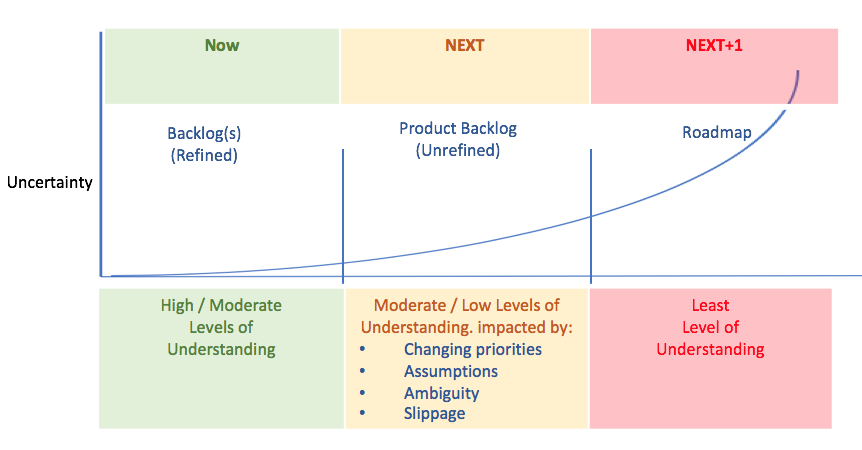 Now
NEXT
NEXT+1
Backlog(s)
(Refined)
Product Backlog
(Unrefined)
Roadmap
Uncertainty
High / Moderate
Levels of
Understanding
Moderate / Low Levels of
Understanding. impacted by:
• Changing priorities
• Assumptions
• Ambiguity
• Slippage
Least
Level of
Understanding